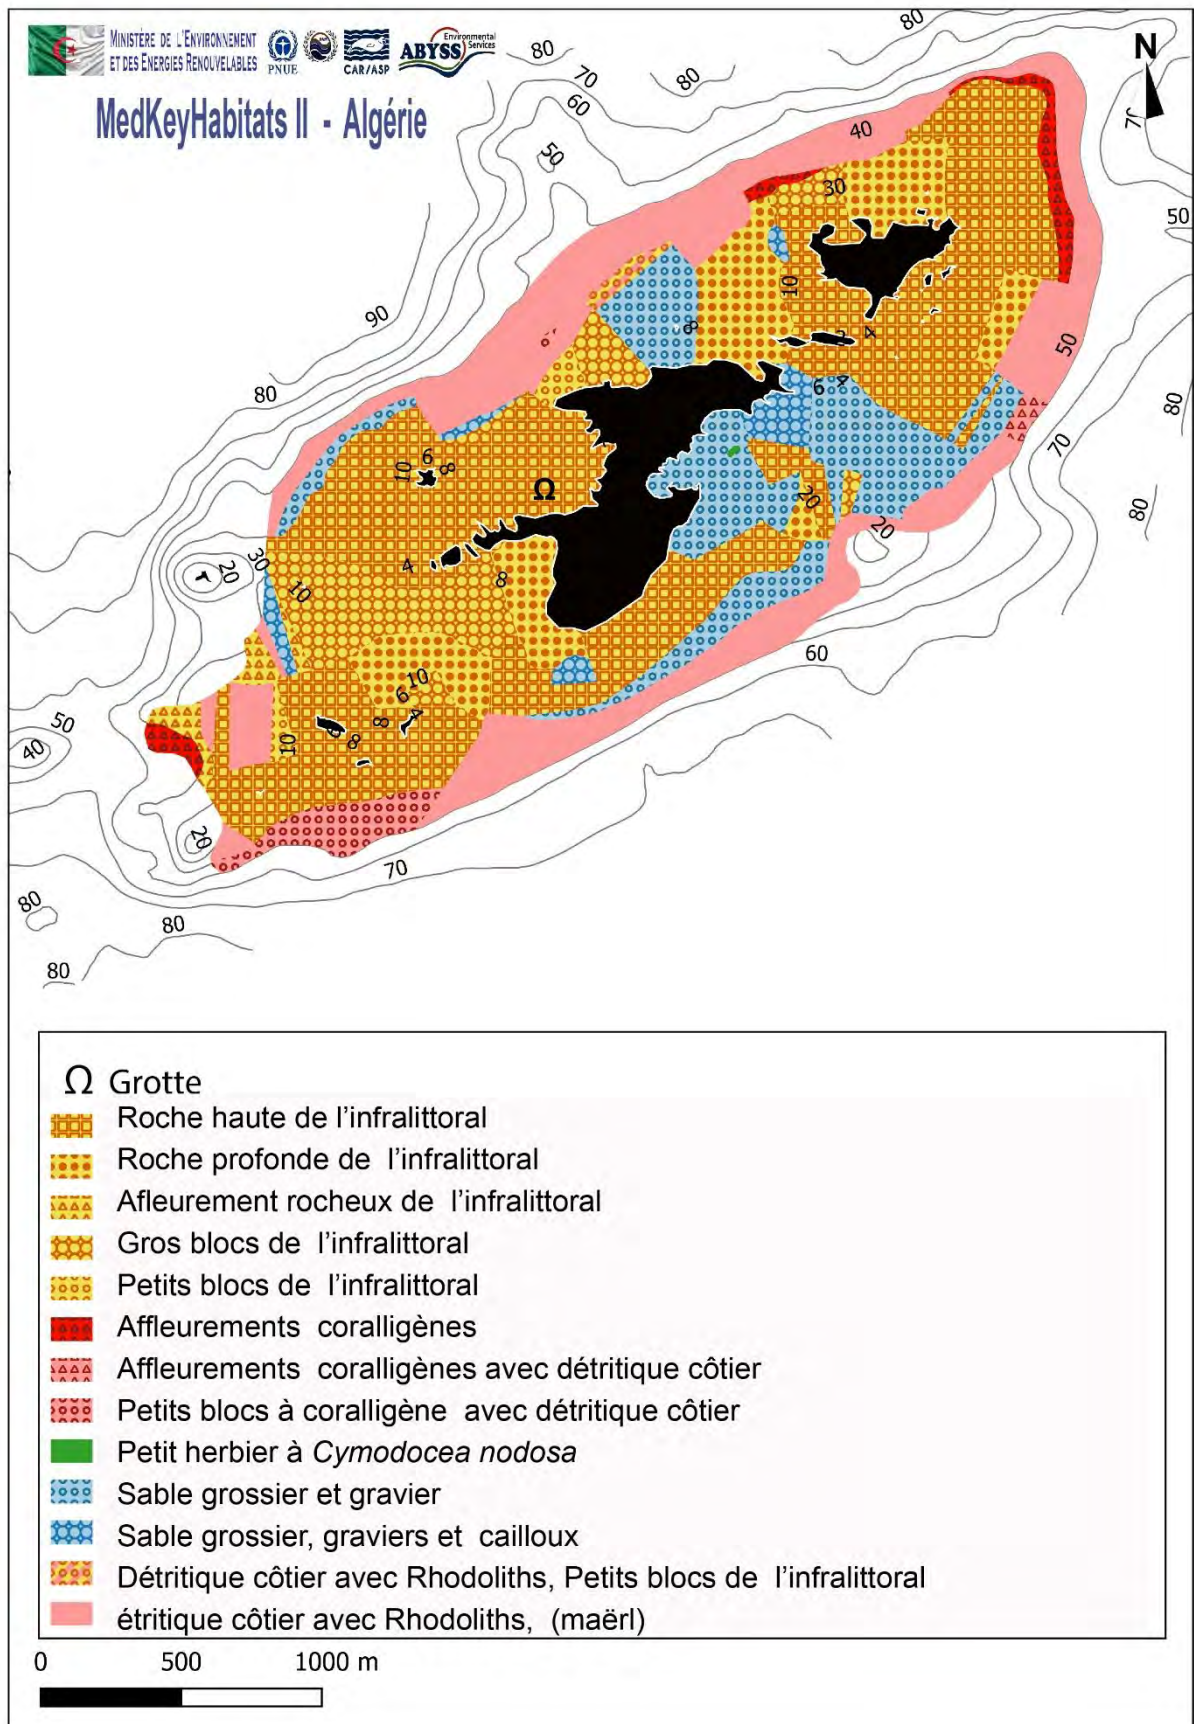 MINISTÈRE DE L'ENVIRONNEMENT
ET DES ENERGIES RENOUVELABLES
PNUE
CAR/ASP
ABYSS Environmental Services
MedKeyHabitats II - Algérie
N
80
80
70
80
60
40
70
50
30
50
10
90
8
4
50
80
6
4
80
10
6
8
70
Ω
20
80
20
30
20
4
10
8
60
10
6
50
4
8
40
8
10
20
70
80
80
80
Ω Grotte
Roche haute de l'infralittoral
Roche profonde de l'infralittoral
Afleurement rocheux de l'infralittoral
Gros blocs de l'infralittoral
Petits blocs de l'infralittoral
Affleurements coralligènes
Affleurements coralligènes avec détritique côtier
Petits blocs à coralligène avec détritique côtier
Petit herbier à Cymodocea nodosa
Sable grossier et gravier
Sable grossier, graviers et cailloux
Détritique côtier avec Rhodoliths, Petits blocs de l'infralittoral
étritique côtier avec Rhodoliths, (maërl)
0 500 1000 m